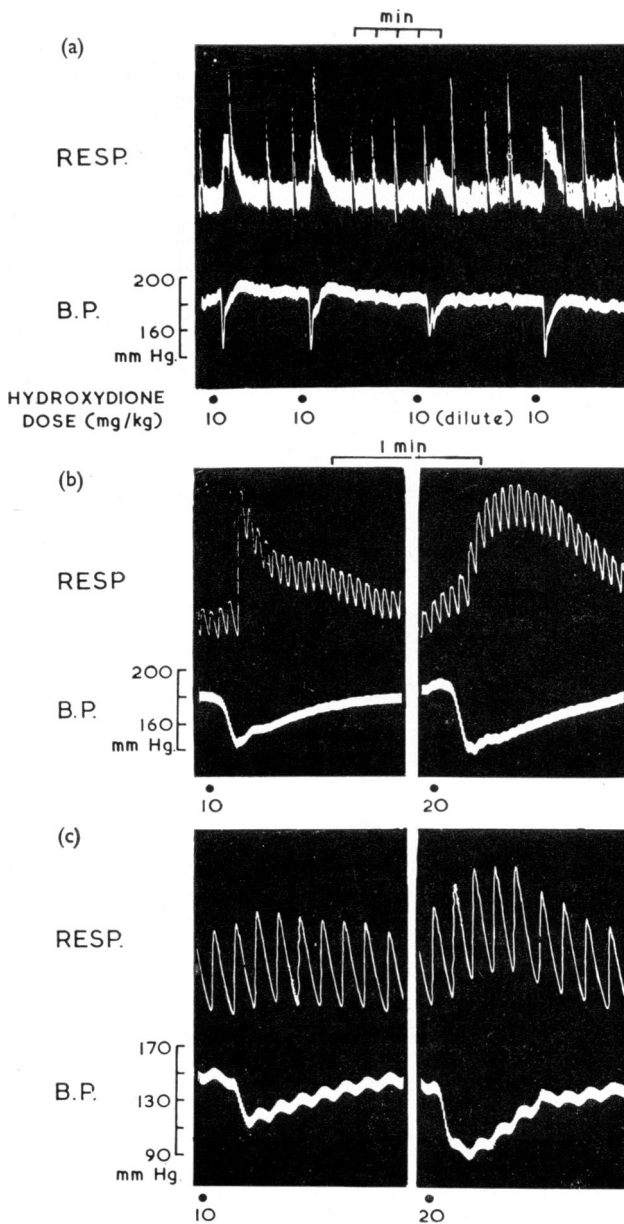 min
(a)
RESP.
200
B.P.
160
mm Hg.
HYDROXYDIONE
DOSE (mg/kg)
10 10 10 (dilute) 10
1 min
(b)
RESP
200
B.P.
160
mm Hg.
10 20
(c)
RESP.
170
B.P. 130
90
mm Hg.
10 20